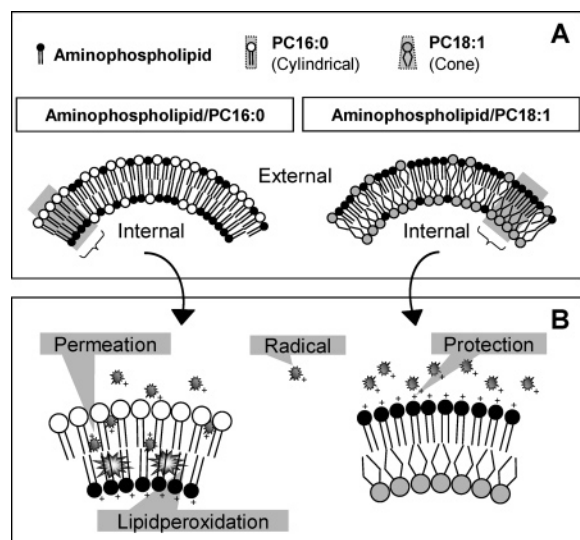 A
Aminophospholipid
PC16:0
(Cylindrical)
PC18:1
(Cone)
Aminophospholipid/PC16:0
Aminophospholipid/PC18:1
External
Internal
Internal
B
Permeation
Radical
Protection
Lipidperoxidation